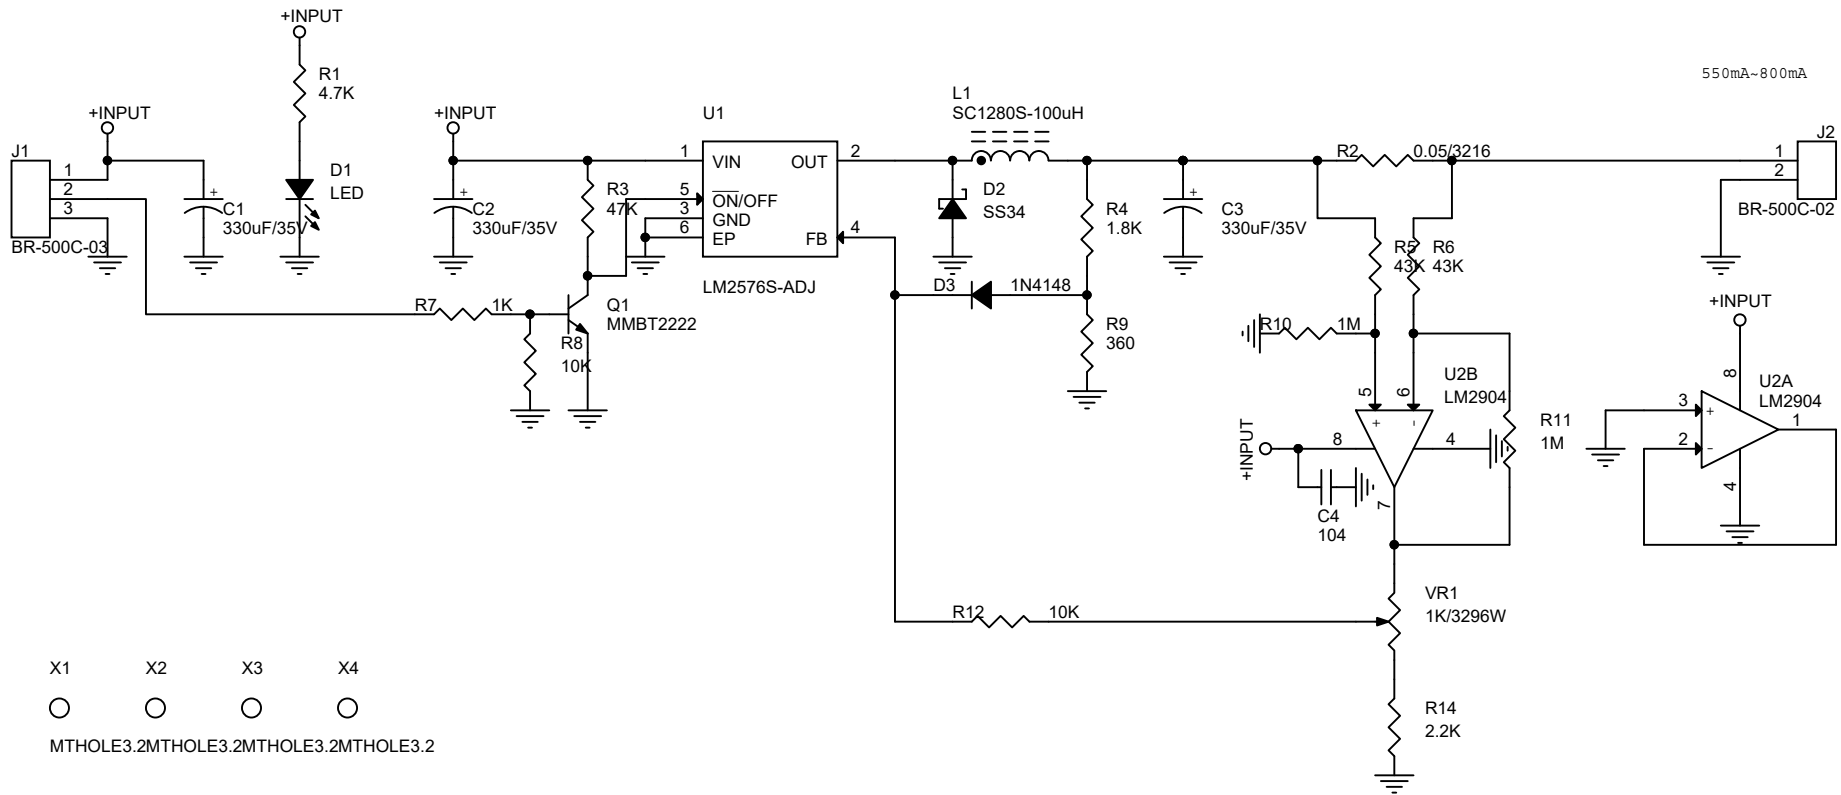 +INPUT
R1
4.7K
550mA~800mA
L1
SC1280S-100uH
+INPUT
+INPUT
U1
J1
1
2
3
BR-500C-03
C1
330uF/35V
+
D1
LED
C2
330uF/35V
+
R3
47K
1
VIN
OUT
2
5
ON/OFF
3
GND
6
EP
FB
4
LM2576S-ADJ
D2
SS34
R4
1.8K
C3
330uF/35V
+
R2
0.05/3216
J2
1
2
BR-500C-02
R5
43K
R6
43K
D3
1N4148
R7
1K
Q1
MMBT2222
R8
10K
R9
360
R10
1M
+INPUT
5
6
+
-
U2B
LM2904
8
4
7
+INPUT
C4
104
R11
1M
8
U2A
LM2904
3
+
2
-
1
4
R12
10K
VR1
1K/3296W
R14
2.2K
X1
X2
X3
X4
MTHOLE3.2MTHOLE3.2MTHOLE3.2MTHOLE3.2